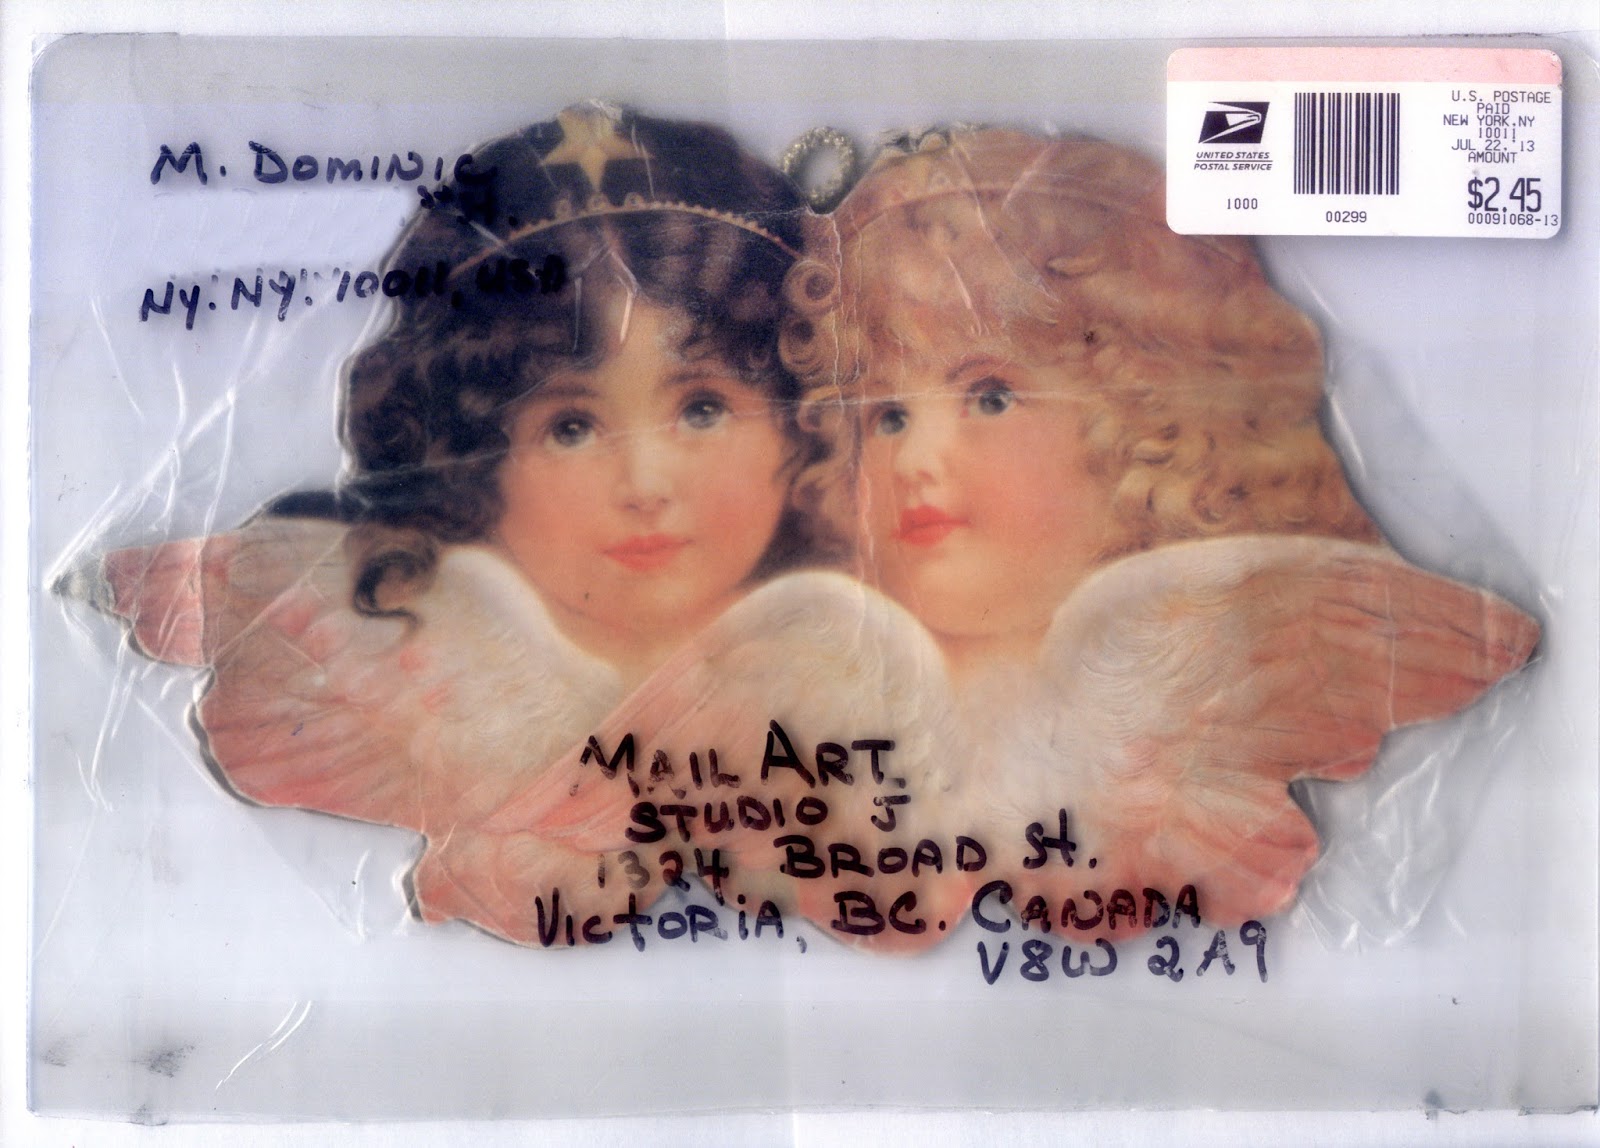 M. DOMINIC
NY. NY. 10011, USA
UNITED STATES
POSTAL SERVICE
1000
00299
U.S. POSTAGE
PAID
NEW YORK.NY
10011
JUL 22. '13
AMOUNT
$2.45
00091068-13
MAIL ART
STUDIO J
1324 BROAD St.
VICTORIA, BC. CANADA
V8W 2A9